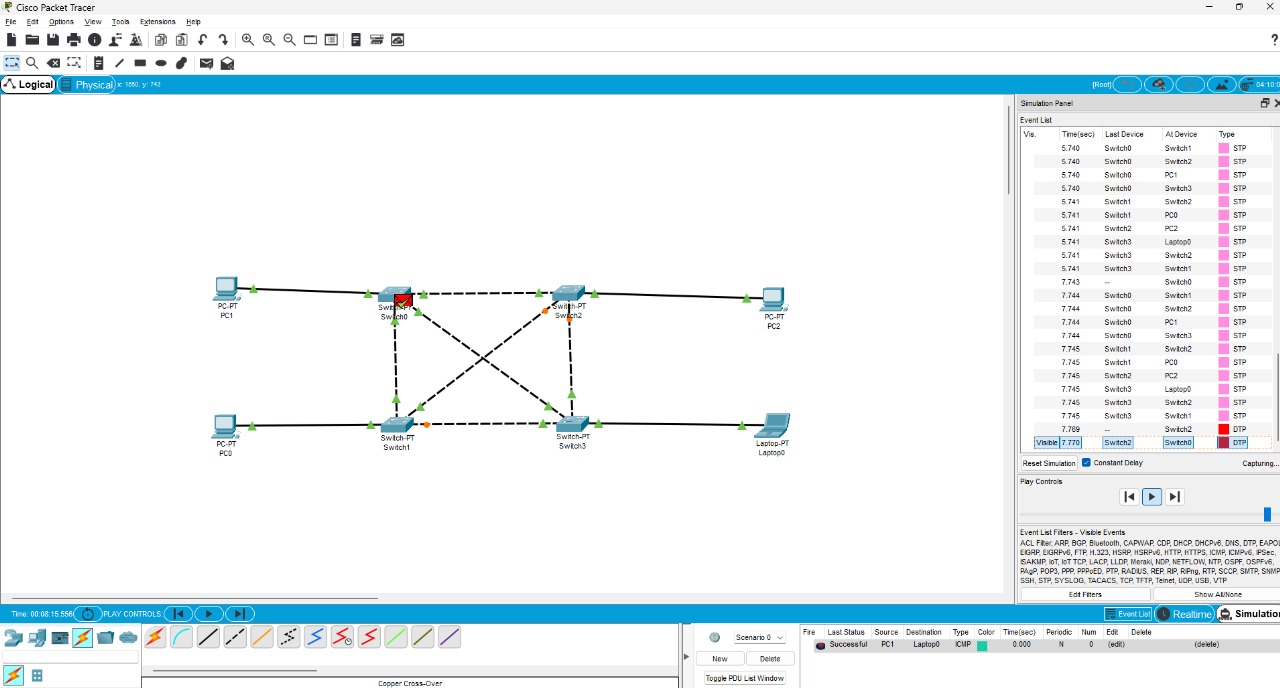 Cisco Packet Tracer
File Edit Options View Tools Extensions Help
?
Logical Physical x: 1560, y: 743 [Root] 04:10:0
Simulation Panel
Event List
Vis. Time(sec) Last Device At Device Type
5.740 Switch0 Switch1 STP
5.740 Switch0 Switch2 STP
5.740 Switch0 PC1 STP
5.740 Switch0 Switch3 STP
5.741 Switch1 Switch2 STP
5.741 Switch1 PC0 STP
5.741 Switch2 PC2 STP
5.741 Switch3 Laptop0 STP
5.741 Switch3 Switch2 STP
5.741 Switch3 Switch1 STP
7.743 -- Switch0 STP
7.744 Switch0 Switch1 STP
7.744 Switch0 Switch2 STP
7.744 Switch0 PC1 STP
7.744 Switch0 Switch3 STP
7.745 Switch1 Switch2 STP
7.745 Switch1 PC0 STP
7.745 Switch2 PC2 STP
7.745 Switch3 Laptop0 STP
7.745 Switch3 Switch2 STP
7.745 Switch3 Switch1 STP
7.769 -- Switch2 DTP
Visible 7.770 Switch2 Switch0 DTP
Reset Simulation Constant Delay Capturing...
Play Controls
Event List Filters - Visible Events
ACL Filter, ARP, BGP, Bluetooth, CAPWAP, CDP, DHCP, DHCPv6, DNS, DTP, EAPOL
EIGRP, EIGRPv6, FTP, H.323, HSRP, HSRPv6, HTTP, HTTPS, ICMP, ICMPv6, IPSec,
ISAKMP, IoT, IoT TCP, LACP, LLDP, Meraki, NDP, NETFLOW, NTP, OSPF, OSPFv6,
PAgP, POP3, PPP, PPPoED, PTP, RADIUS, REP, RIP, RIPng, RTP, SCCP, SMTP, SNMP
SSH, STP, SYSLOG, TACACS, TCP, TFTP, Telnet, UDP, USB, VTP
Edit Filters Show All/None
PC-PT
PC1
Switch-PT
Switch0
Switch-PT
Switch2
PC-PT
PC2
PC-PT
PC0
Switch-PT
Switch1
Switch-PT
Switch3
Laptop-PT
Laptop0
Time: 00:08:15.556 PLAY CONTROLS: Event List Realtime Simulation
Scenario 0
New Delete
Toggle PDU List Window
Fire Last Status Source Destination Type Color Time(sec) Periodic Num Edit Delete
Successful PC1 Laptop0 ICMP 0.000 N 0 (edit) (delete)
Copper Cross-Over